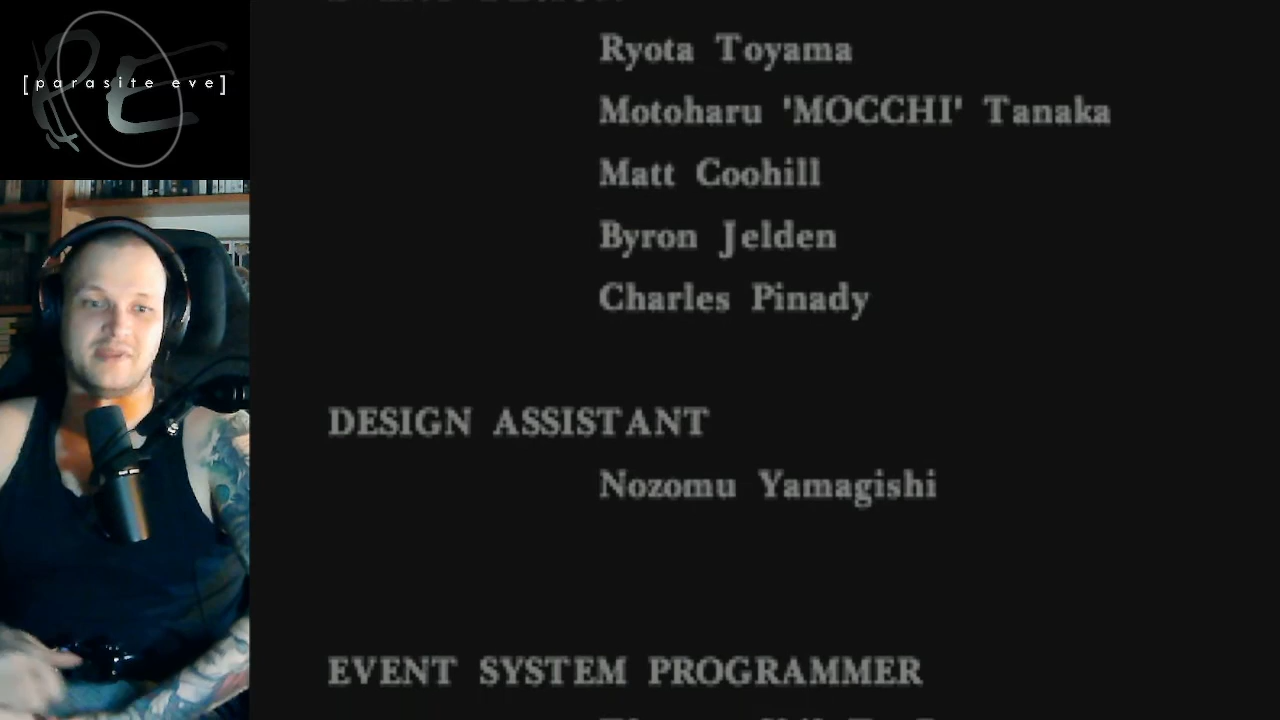 [parasite eve]
Ryota Toyama
Motoharu 'MOCCHI' Tanaka
Matt Coohill
Byron Jelden
Charles Pinady
DESIGN ASSISTANT
Nozomu Yamagishi
EVENT SYSTEM PROGRAMMER